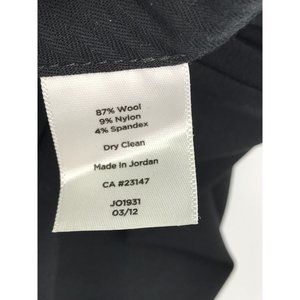 87% Wool
9% Nylon
4% Spandex
Dry Clean
Made in Jordan
CA #23147
JO1931
03/12